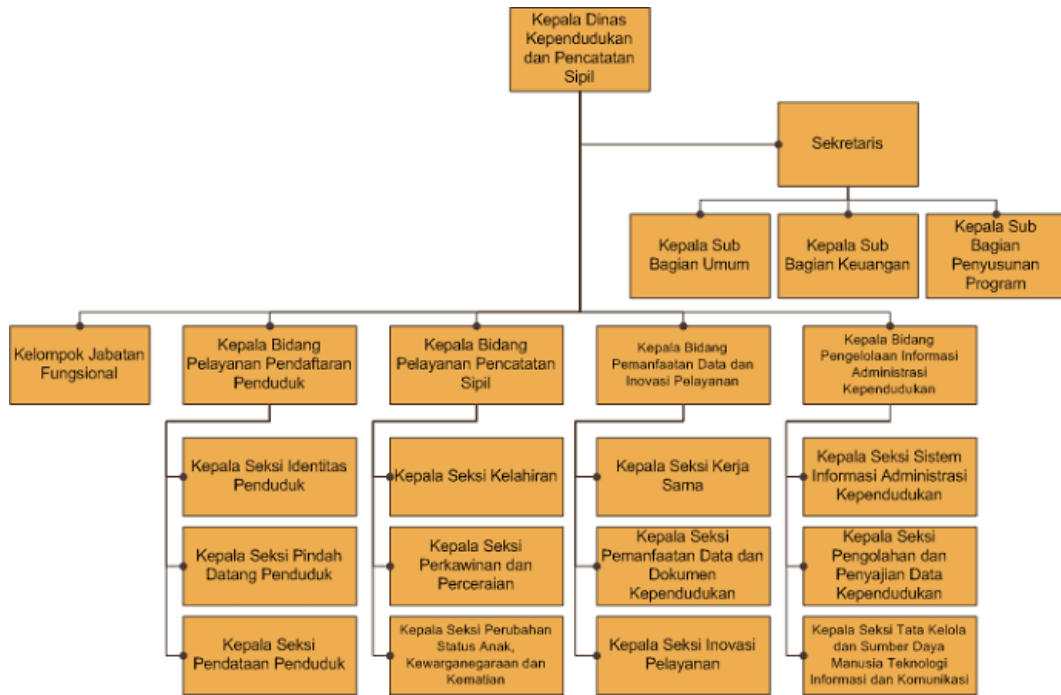 Kepala Dinas
Kependudukan
dan Pencatatan
Sipil
Sekretaris
Kepala Sub
Bagian Umum
Kepala Sub
Bagian Keuangan
Kepala Sub
Bagian
Penyusunan
Program
Kelompok Jabatan
Fungsional
Kepala Bidang
Pelayanan Pendaftaran
Penduduk
Kepala Bidang
Pelayanan Pencatatan
Sipil
Kepala Bidang
Pemanfaatan Data dan
Inovasi Pelayanan
Kepala Bidang
Pengelolaan Informasi
Administrasi
Kependudukan
Kepala Seksi Identitas
Penduduk
Kepala Seksi Kelahiran
Kepala Seksi Kerja
Sama
Kepala Seksi Sistem
Informasi Administrasi
Kependudukan
Kepala Seksi Pindah
Datang Penduduk
Kepala Seksi
Perkawinan dan
Perceraian
Kepala Seksi
Pemanfaatan Data dan
Dokumen
Kependudukan
Kepala Seksi
Pengolahan dan
Penyajian Data
Kependudukan
Kepala Seksi
Pendataan Penduduk
Kepala Seksi Perubahan
Status Anak,
Kewarganegaraan dan
Kematian
Kepala Seksi Inovasi
Pelayanan
Kepala Seksi Tata Kelola
dan Sumber Daya
Manusia Teknologi
Informasi dan Komunikasi